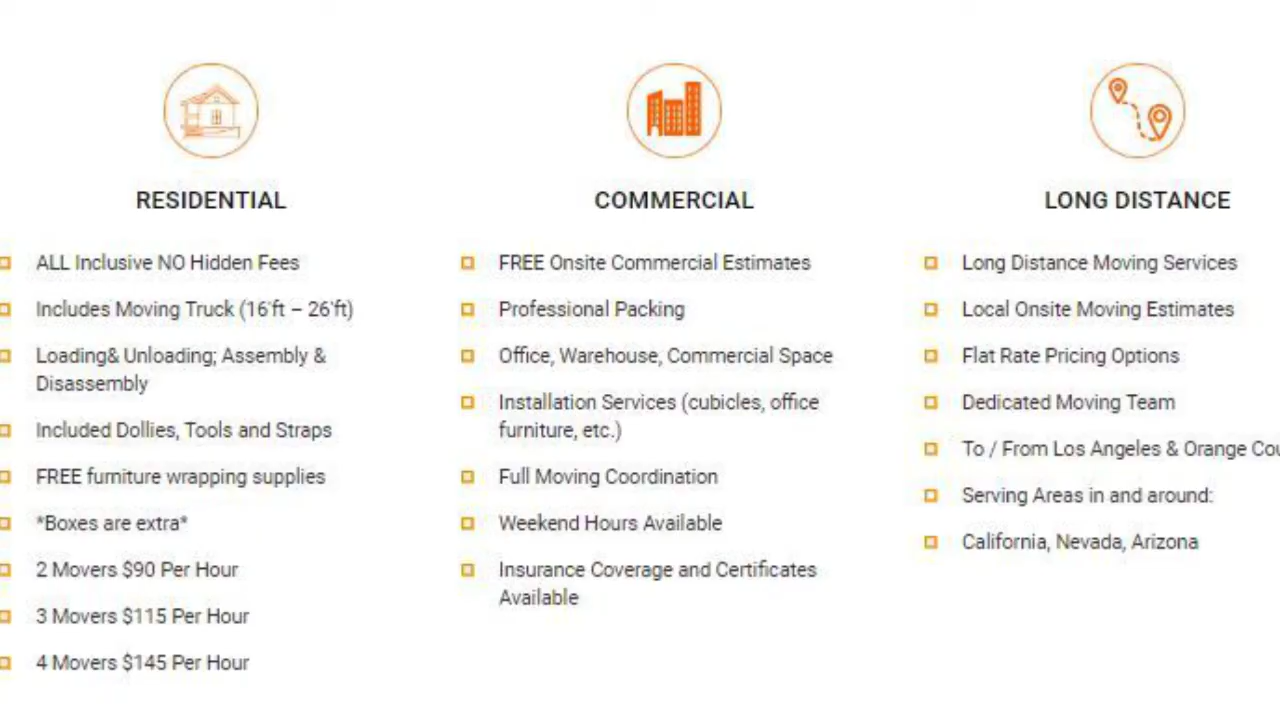 RESIDENTIAL
ALL Inclusive NO Hidden Fees
Includes Moving Truck (16'ft – 26'ft)
Loading& Unloading; Assembly &
Disassembly
Included Dollies, Tools and Straps
FREE furniture wrapping supplies
*Boxes are extra*
2 Movers $90 Per Hour
3 Movers $115 Per Hour
4 Movers $145 Per Hour
COMMERCIAL
FREE Onsite Commercial Estimates
Professional Packing
Office, Warehouse, Commercial Space
Installation Services (cubicles, office
furniture, etc.)
Full Moving Coordination
Weekend Hours Available
Insurance Coverage and Certificates
Available
LONG DISTANCE
Long Distance Moving Services
Local Onsite Moving Estimates
Flat Rate Pricing Options
Dedicated Moving Team
To / From Los Angeles & Orange
Serving Areas in and around:
California, Nevada, Arizona